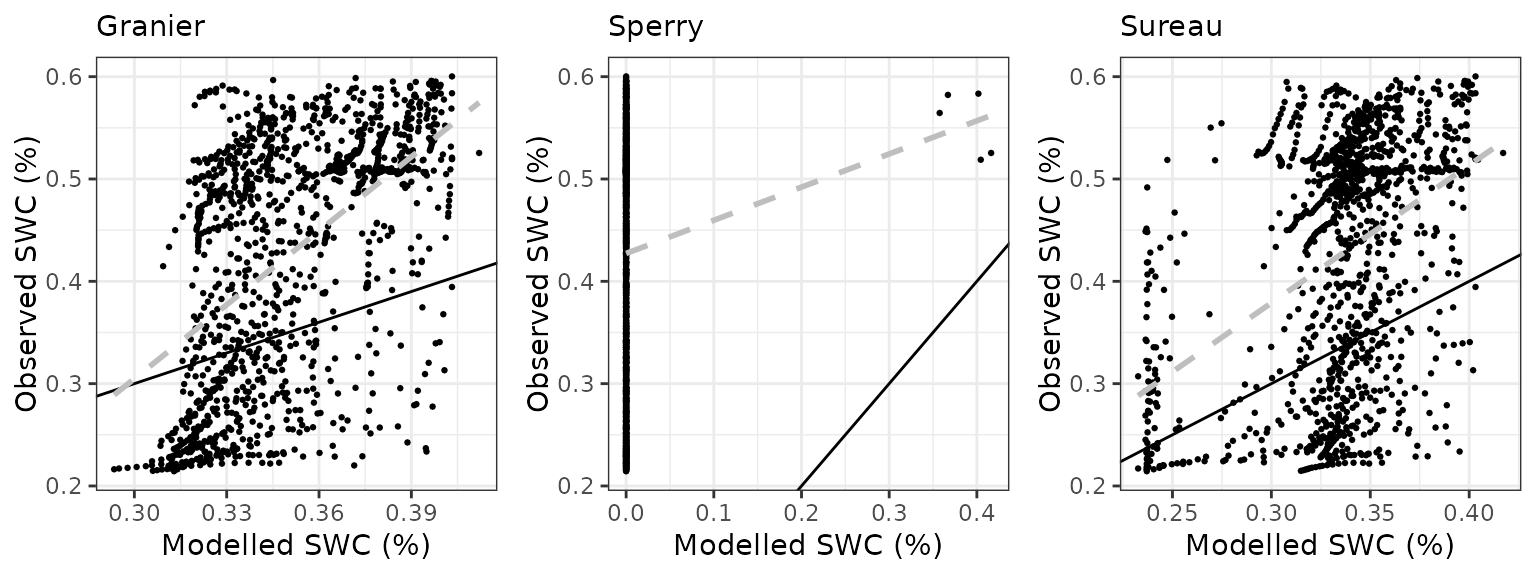 Granier
Observed SWC (%)
0.6
0.5
0.4
0.3
0.2
0.30 0.33 0.36 0.39
Modelled SWC (%)
Sperry
Observed SWC (%)
0.6
0.5
0.4
0.3
0.2
0.0 0.1 0.2 0.3 0.4
Modelled SWC (%)
Sureau
Observed SWC (%)
0.6
0.5
0.4
0.3
0.2
0.25 0.30 0.35 0.40
Modelled SWC (%)